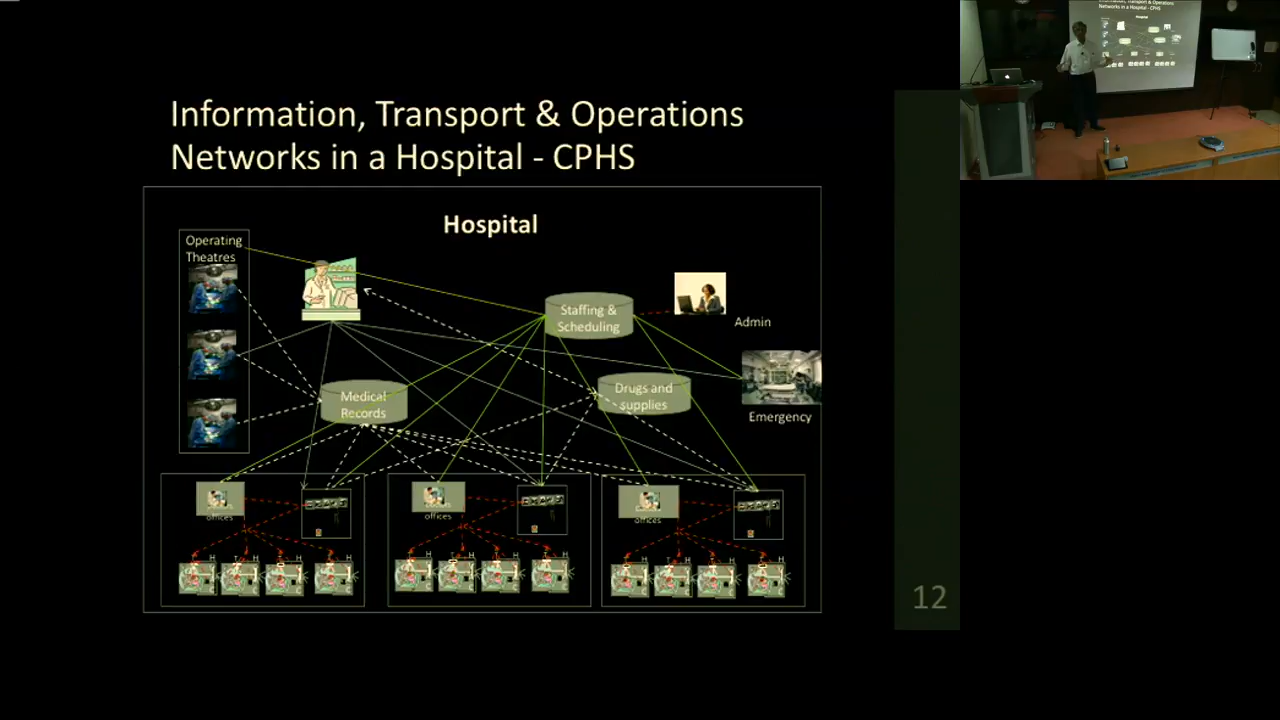 Information, Transport & Operations
Networks in a Hospital - CPHS
Hospital
Operating
Theatres
Staffing &
Scheduling
Admin
Medical
Records
Drugs and
supplies
Emergency
offices
offices
offices
H
T
H
H
H
H
T
H
H
H
H
T
H
H
H
12